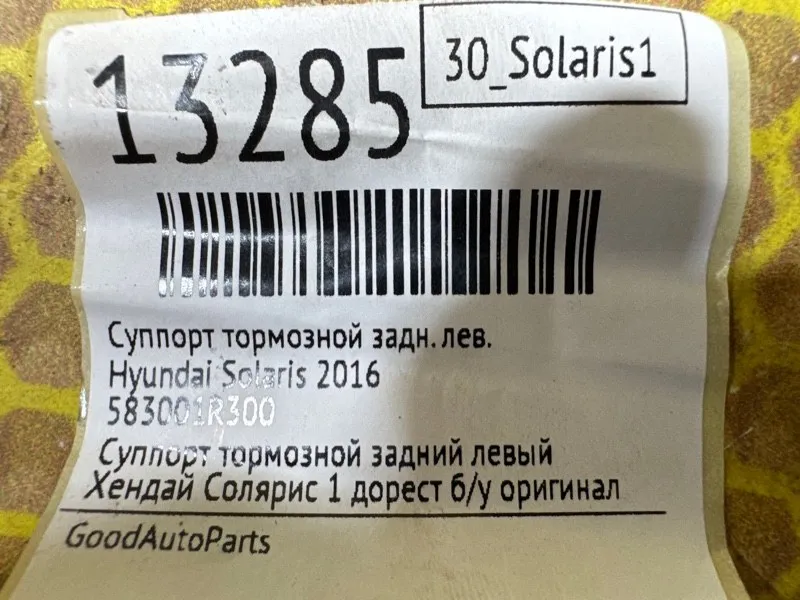 13285
30_Solaris1
Суппорт тормозной задн. лев.
Hyundai Solaris 2016
583001R300
Суппорт тормозной задний левый
Хендай Солярис 1 дорест б/у оригинал
GoodAutoParts